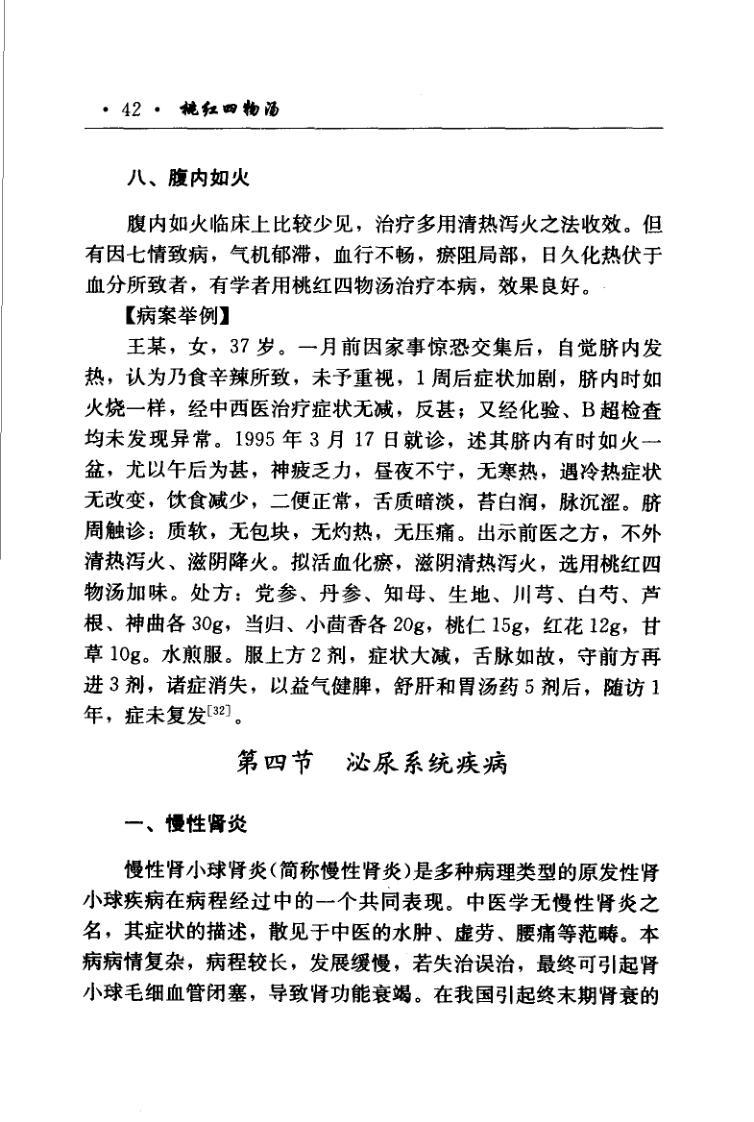 · 42 · 桃红四物汤
八、腹内如火
腹内如火临床上比较少见，治疗多用清热泻火之法收效。但
有因七情致病，气机郁滞，血行不畅，瘀阻局部，日久化热伏于
血分所致者，有学者用桃红四物汤治疗本病，效果良好。
【病案举例】
王某，女，37 岁。一月前因家事惊恐交集后，自觉脐内发
热，认为乃食辛辣所致，未予重视，1 周后症状加剧，脐内时如
火烧一样，经中西医治疗症状无减，反甚；又经化验、B 超检查
均未发现异常。1995 年 3 月 17 日就诊，述其脐内有时如火一
盆，尤以午后为甚，神疲乏力，昼夜不宁，无寒热，遇冷热症状
无改变，饮食减少，二便正常，舌质暗淡，苔白润，脉沉涩。脐
周触诊：质软，无包块，无灼热，无压痛。出示前医之方，不外
清热泻火、滋阴降火。拟活血化瘀，滋阴清热泻火，选用桃红四
物汤加味。处方：党参、丹参、知母、生地、川芎、白芍、芦
根、神曲各 30g，当归、小茴香各 20g，桃仁 15g，红花 12g，甘
草 10g。水煎服。服上方 2 剂，症状大减，舌脉如故，守前方再
进 3 剂，诸症消失，以益气健脾，舒肝和胃汤药 5 剂后，随访 1
年，症未复发[32]。
第四节 泌尿系统疾病
一、慢性肾炎
慢性肾小球肾炎(简称慢性肾炎)是多种病理类型的原发性肾
小球疾病在病程经过中的一个共同表现。中医学无慢性肾炎之
名，其症状的描述，散见于中医的水肿、虚劳、腰痛等范畴。本
病病情复杂，病程较长，发展缓慢，若失治误治，最终可引起肾
小球毛细血管闭塞，导致肾功能衰竭。在我国引起终末期肾衰的